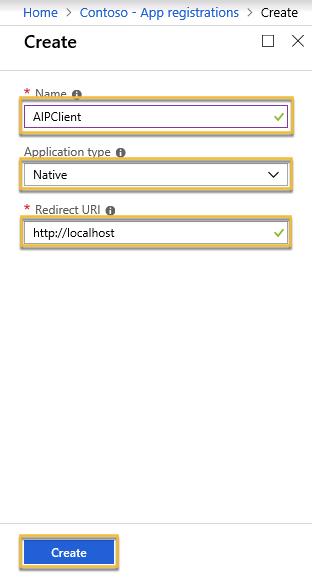 Home > Contoso - App registrations > Create
Create
* Name
AIPClient
Application type
Native
* Redirect URI
http://localhost
Create